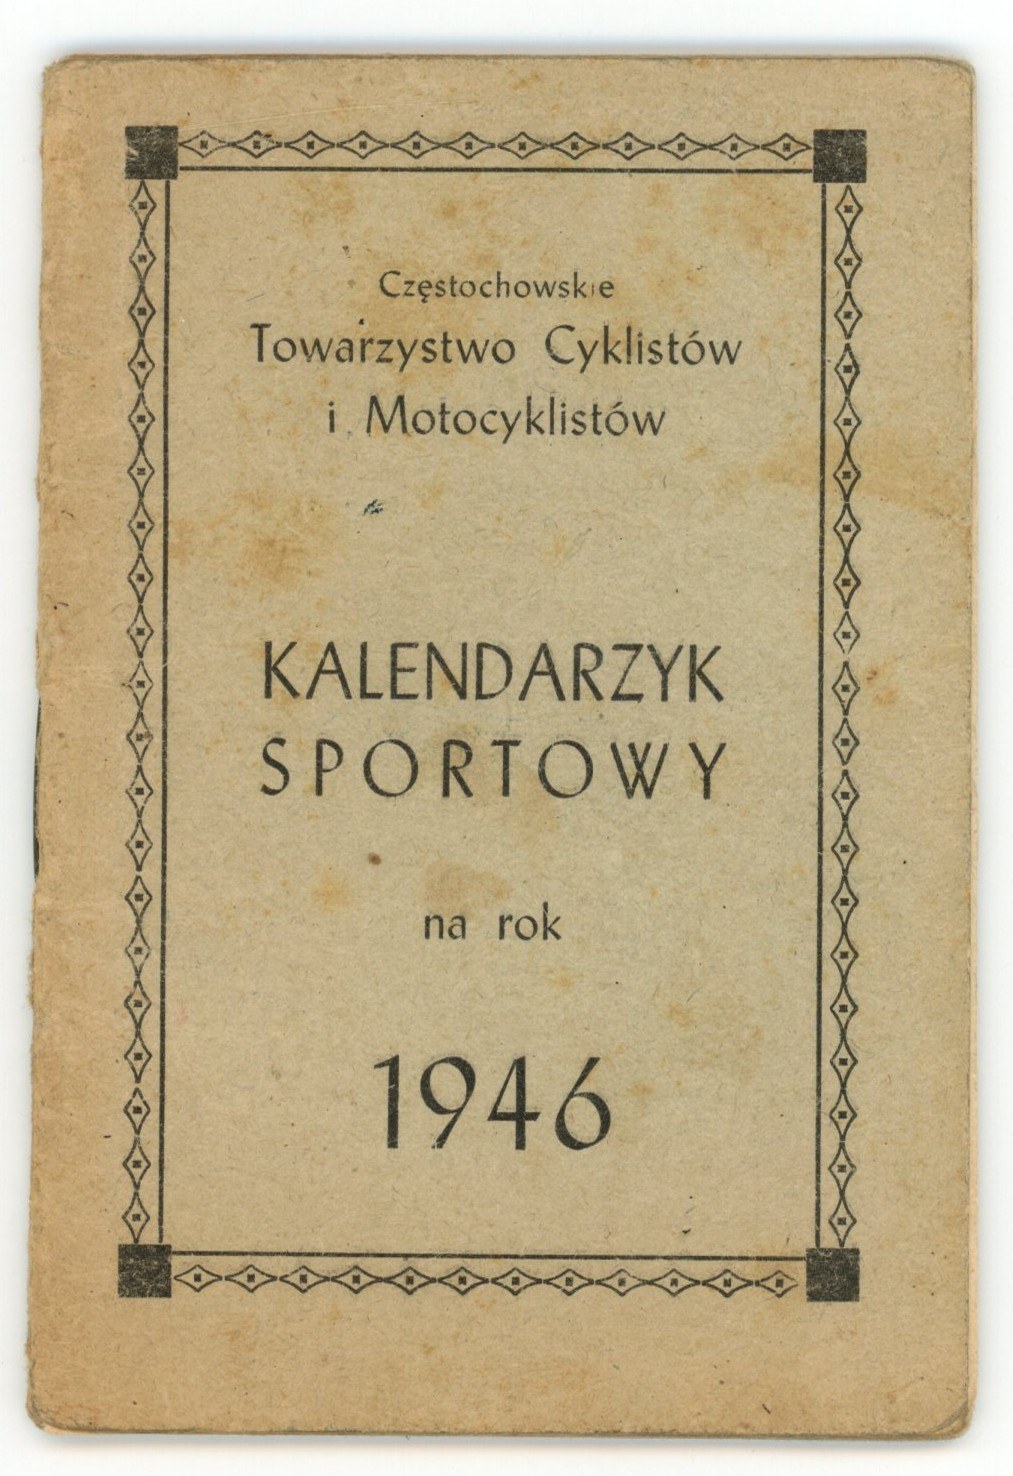 Częstochowskie
Towarzystwo Cyklistów
i Motocyklistów
KALENDARZYK
SPORTOWY
na rok
1946